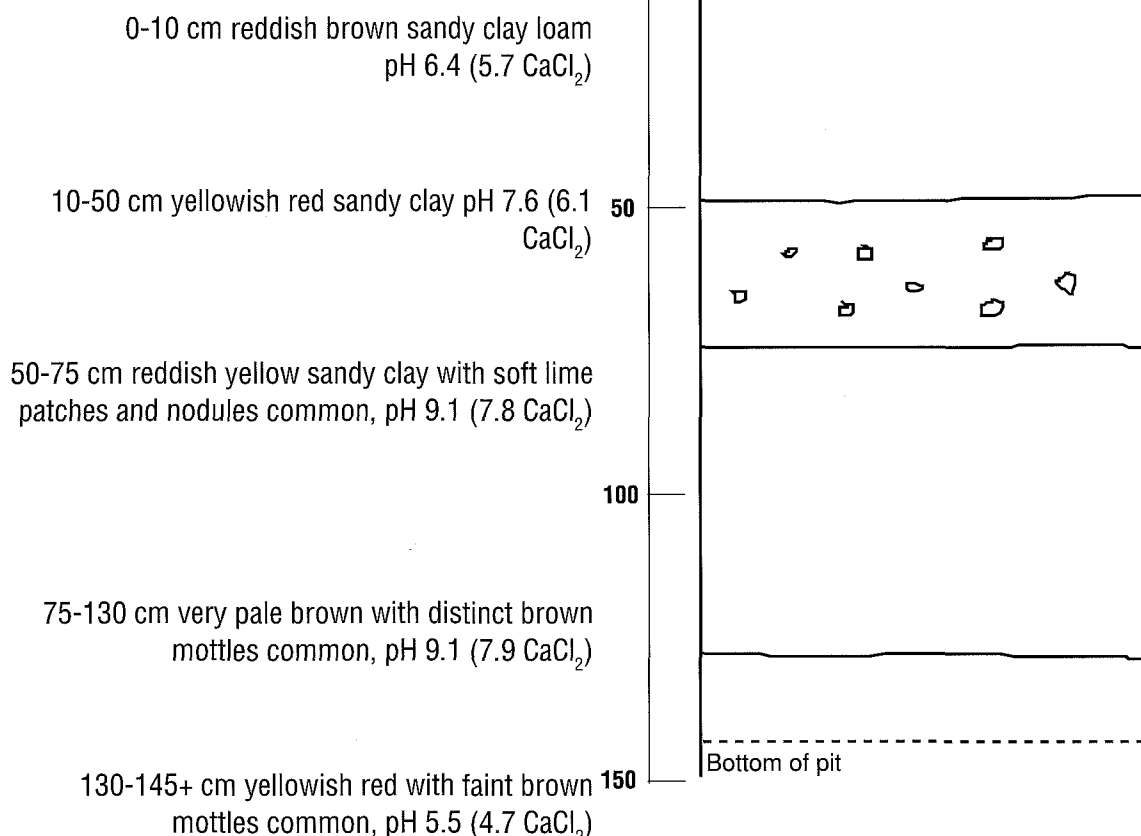 0-10 cm reddish brown sandy clay loam
pH 6.4 (5.7 CaCl₂)
10-50 cm yellowish red sandy clay pH 7.6 (6.1
CaCl₂)
50
50-75 cm reddish yellow sandy clay with soft lime
patches and nodules common, pH 9.1 (7.8 CaCl₂)
100
75-130 cm very pale brown with distinct brown
mottles common, pH 9.1 (7.9 CaCl₂)
Bottom of pit
150
130-145+ cm yellowish red with faint brown
mottles common, pH 5.5 (4.7 CaCl₂)